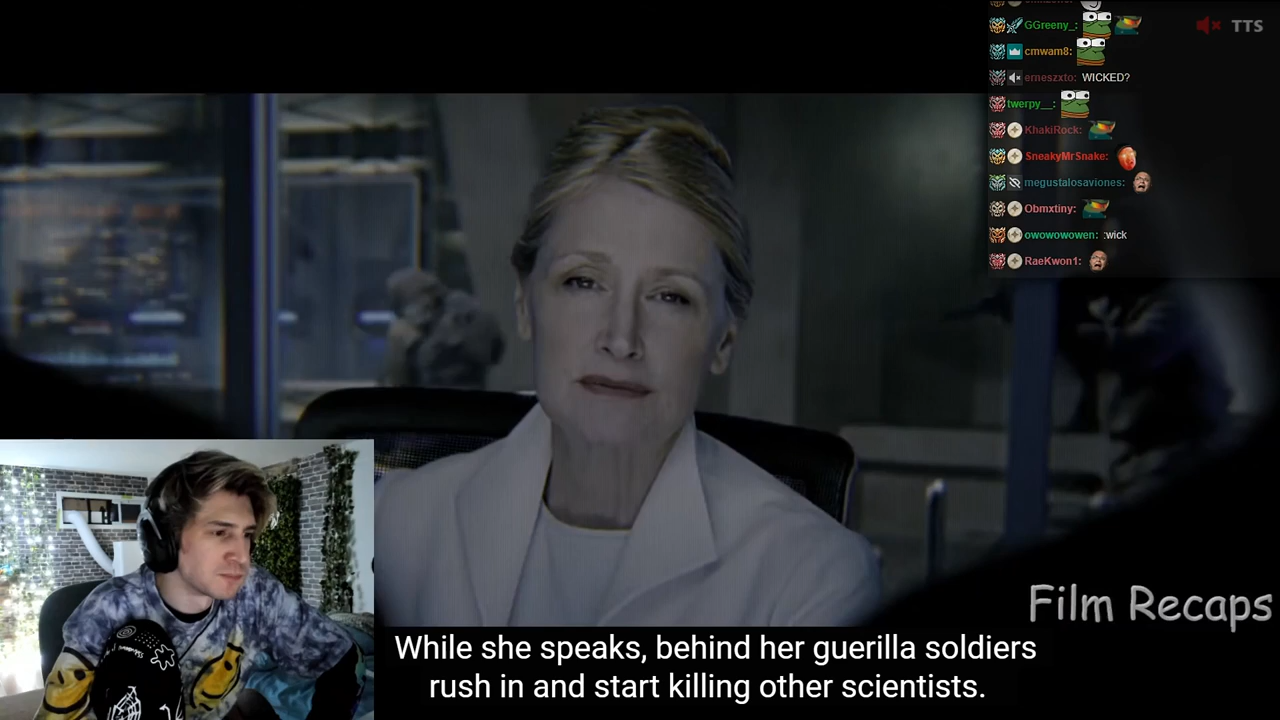 GGreeny_:
TTS
cmwam8:
erneszxto: WICKED?
twerpy__:
KhakiRock:
SneakyMrSnake:
megustalosaviones:
Obmxtiny:
owowowowen: :wick
RaeKwon1:
Film Recaps
While she speaks, behind her guerilla soldiers
rush in and start killing other scientists.